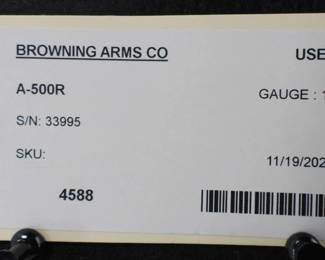 BROWNING ARMS CO USE
A-500R GAUGE : 1
S/N: 33995
SKU: 11/19/202
4588